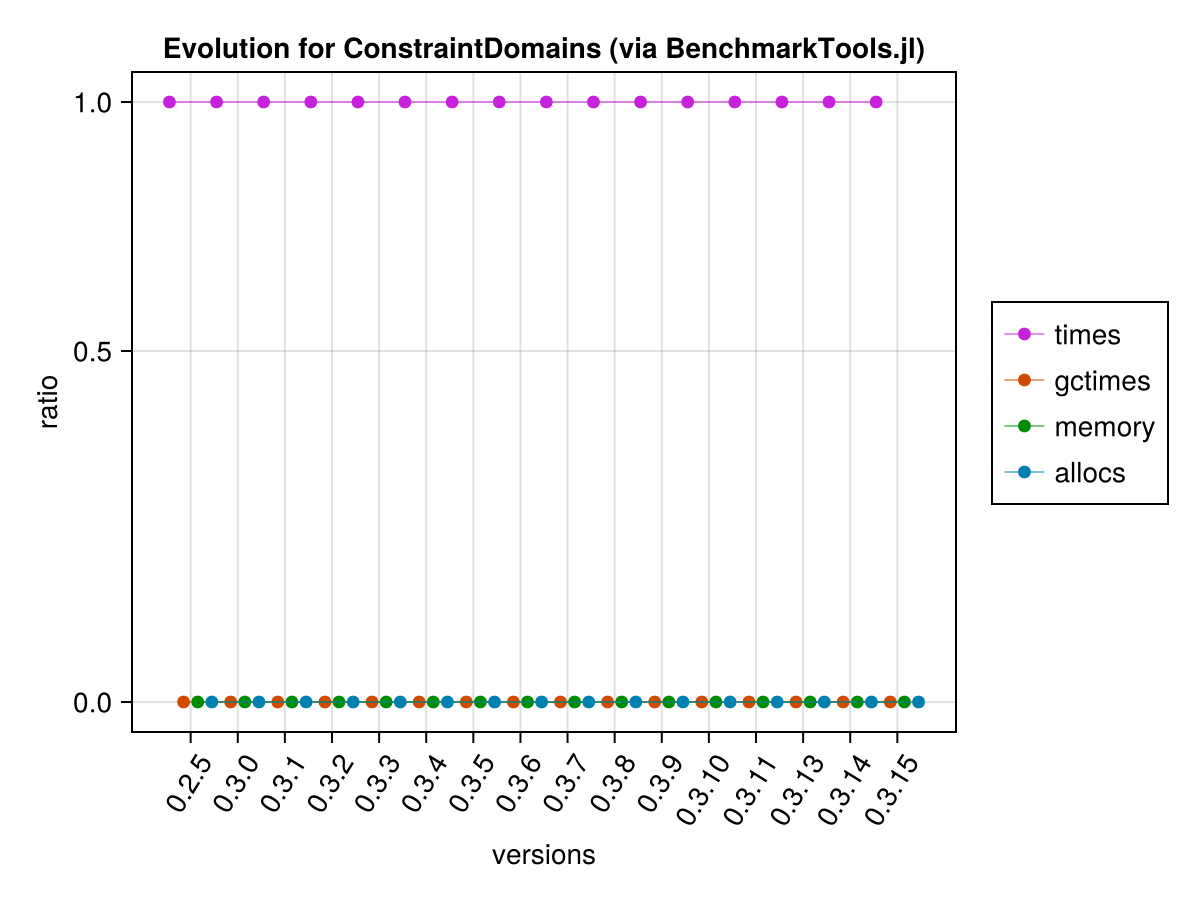 Evolution for ConstraintDomains (via BenchmarkTools.jl)
1.0
0.5
0.0
ratio
0.2.5
0.3.0
0.3.1
0.3.2
0.3.3
0.3.4
0.3.5
0.3.6
0.3.7
0.3.8
0.3.9
0.3.10
0.3.11
0.3.13
0.3.14
0.3.15
versions
times
gctimes
memory
allocs